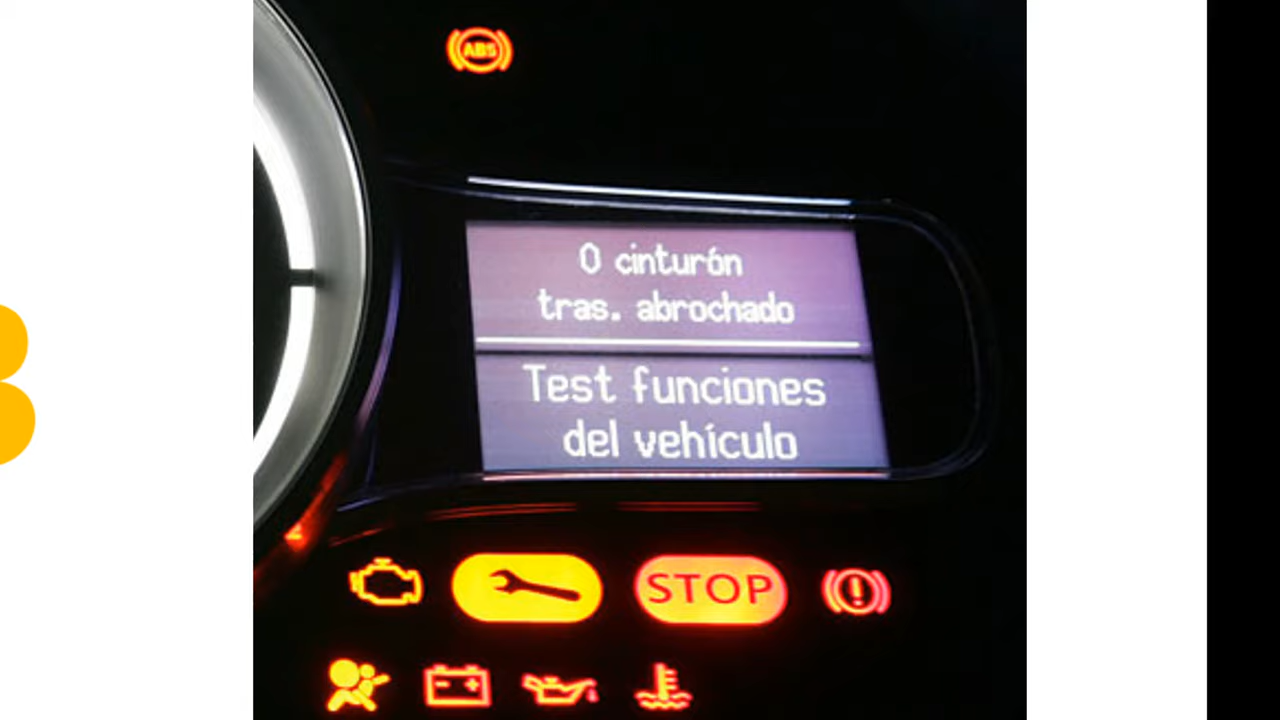 ABS
0 cinturón
tras. abrochado
Test funciones
del vehículo
STOP